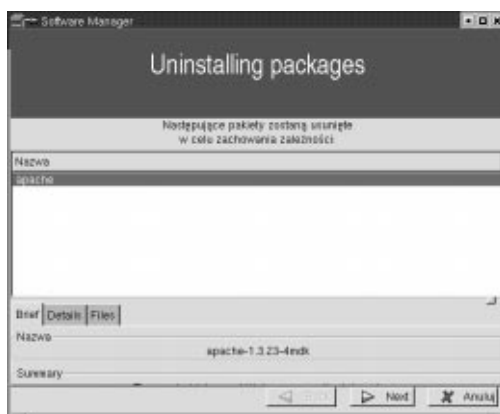 Software Manager
Uninstalling packages
Następujące pakiety zostaną usunięte
w celu zachowania zależności:
Nazwa
apache
Brief Details Files
Nazwa
apache-1.3.23-4mdk
Summary
Next Anuluj